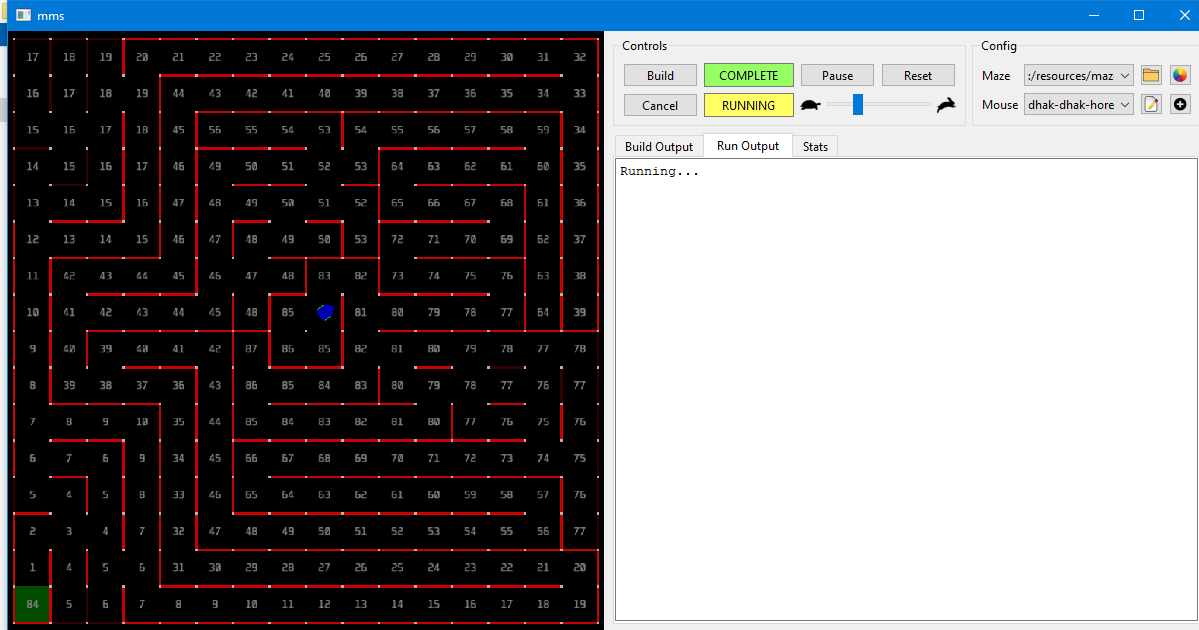 mms
Controls
Config
Build COMPLETE Pause Reset
Maze :/resources/maz
Cancel RUNNING
Mouse dhak-dhak-hore
Build Output Run Output Stats
Running...
17 18 19 20 21 22 23 24 25 26 27 28 29 30 31 32
16 17 18 19 44 43 42 41 40 39 38 37 36 35 34 33
15 16 17 18 45 56 55 54 53 54 55 56 57 58 59 34
14 15 16 17 46 49 50 51 52 53 64 63 62 61 60 35
13 14 15 16 47 48 49 50 51 52 65 66 67 68 61 36
12 13 14 15 46 47 48 49 50 53 72 71 70 69 62 37
11 42 43 44 45 46 47 48 83 82 73 74 75 76 63 38
10 41 42 43 44 45 48 85 81 80 79 78 77 64 39
9 40 39 40 41 42 87 86 85 82 81 80 79 78 77 78
8 39 38 37 36 43 86 85 84 83 80 79 78 77 76 77
7 8 9 10 35 44 85 84 83 82 81 80 77 76 75 76
6 7 6 9 34 45 66 67 68 69 70 71 72 73 74 75
5 4 5 8 33 46 65 64 63 62 61 60 59 58 57 76
2 3 4 7 32 47 48 49 50 51 52 53 54 55 56 77
1 4 5 6 31 30 29 28 27 26 25 24 23 22 21 20
84 5 6 7 8 9 10 11 12 13 14 15 16 17 18 19